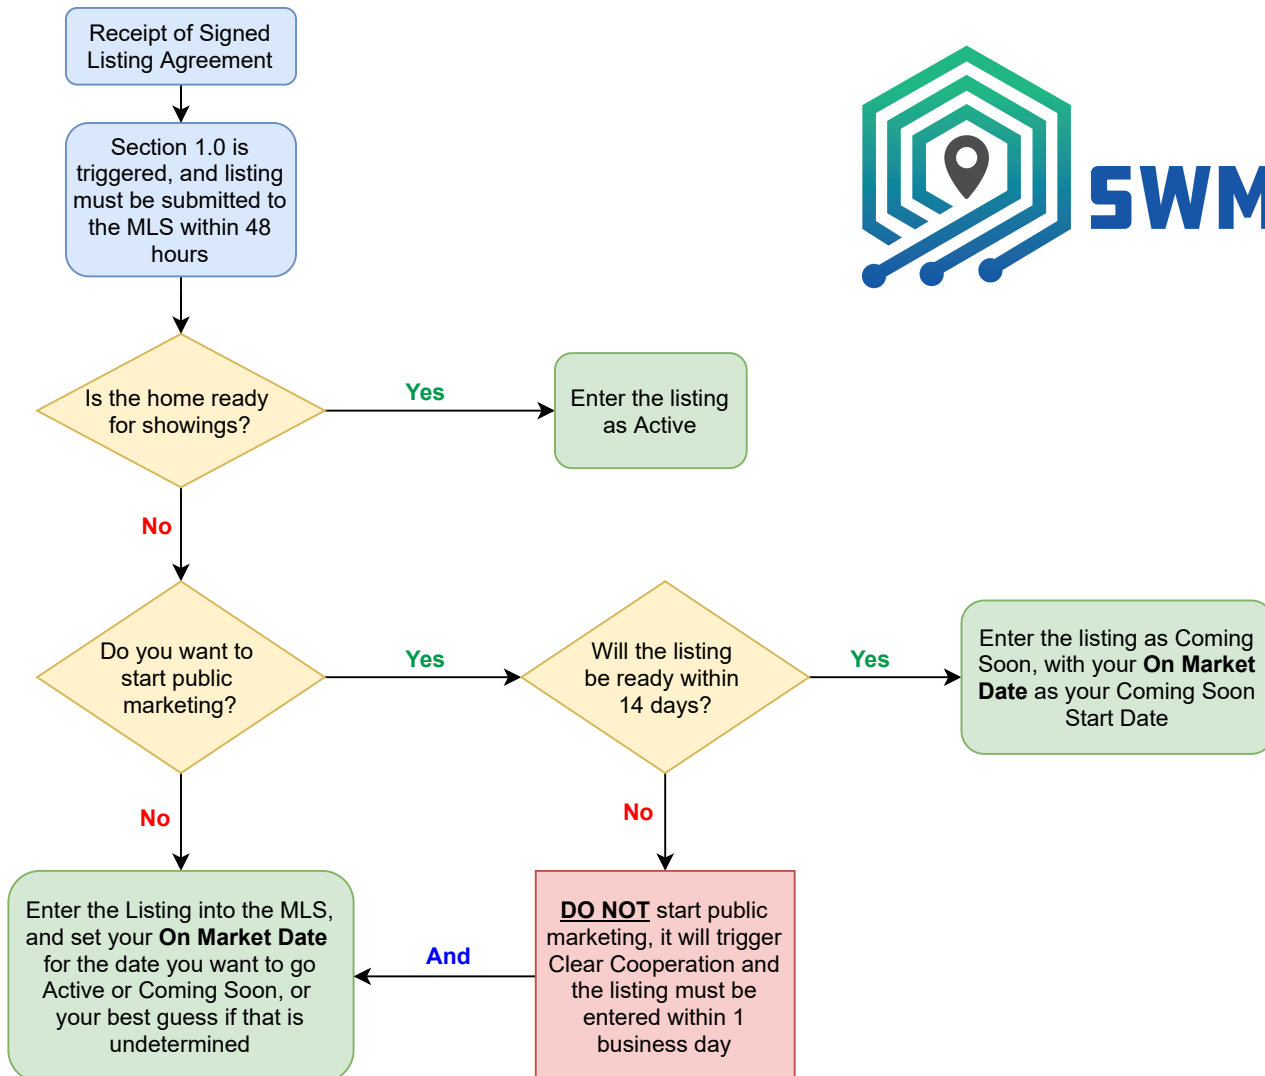 Receipt of Signed
Listing Agreement
SWM
Section 1.0 is
triggered, and listing
must be submitted to
the MLS within 48
hours
Is the home ready
for showings?
Yes
Enter the listing
as Active
No
Do you want to
start public
marketing?
Yes
Will the listing
be ready within
14 days?
Yes
Enter the listing as Coming
Soon, with your On Market
Date as your Coming Soon
Start Date
No
No
Enter the Listing into the MLS,
and set your On Market Date
for the date you want to go
Active or Coming Soon, or
your best guess if that is
undetermined
And
DO NOT start public
marketing, it will trigger
Clear Cooperation and
the listing must be
entered within 1
business day